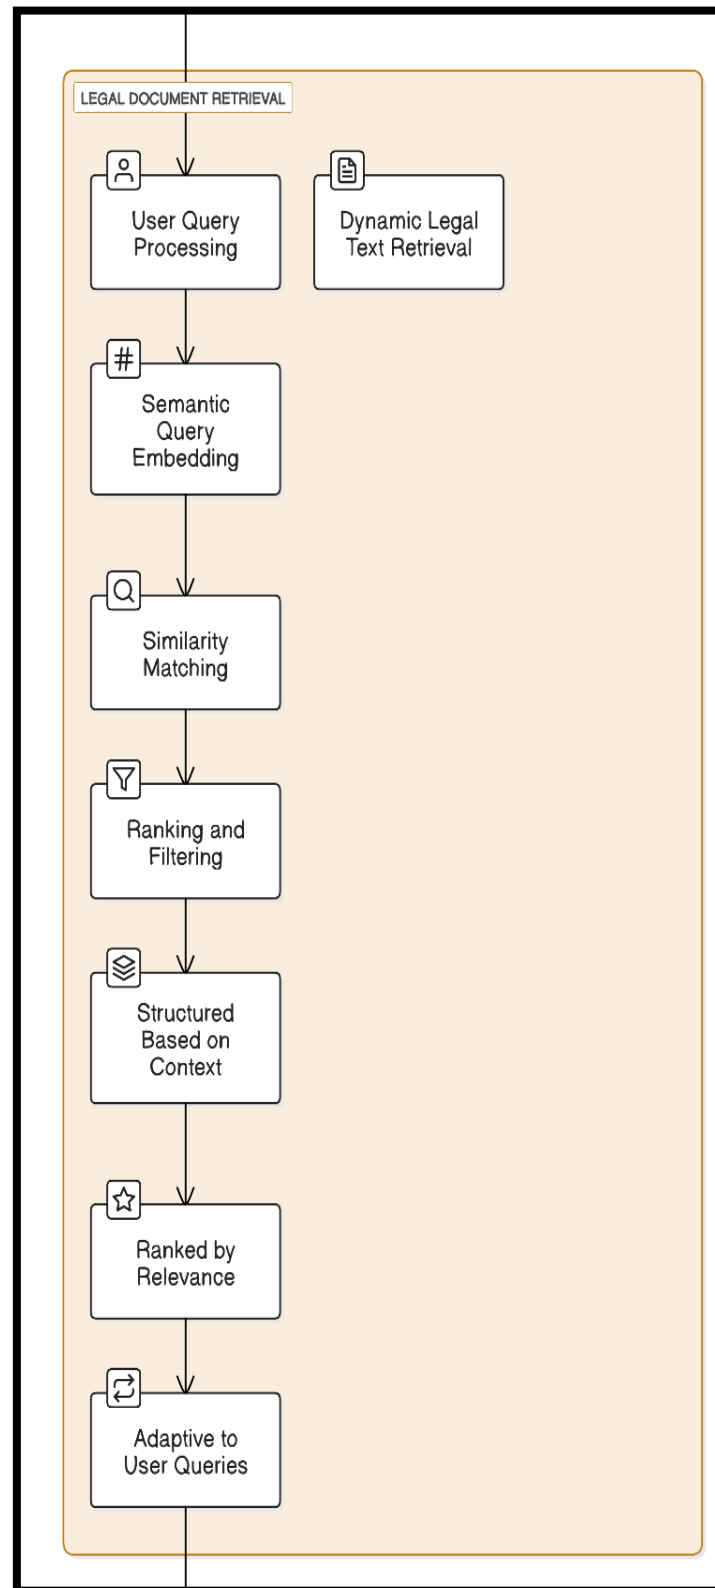 LEGAL DOCUMENT RETRIEVAL
User Query
Processing
Dynamic Legal
Text Retrieval
Semantic
Query
Embedding
Similarity
Matching
Ranking and
Filtering
Structured
Based on
Context
Ranked by
Relevance
Adaptive to
User Queries